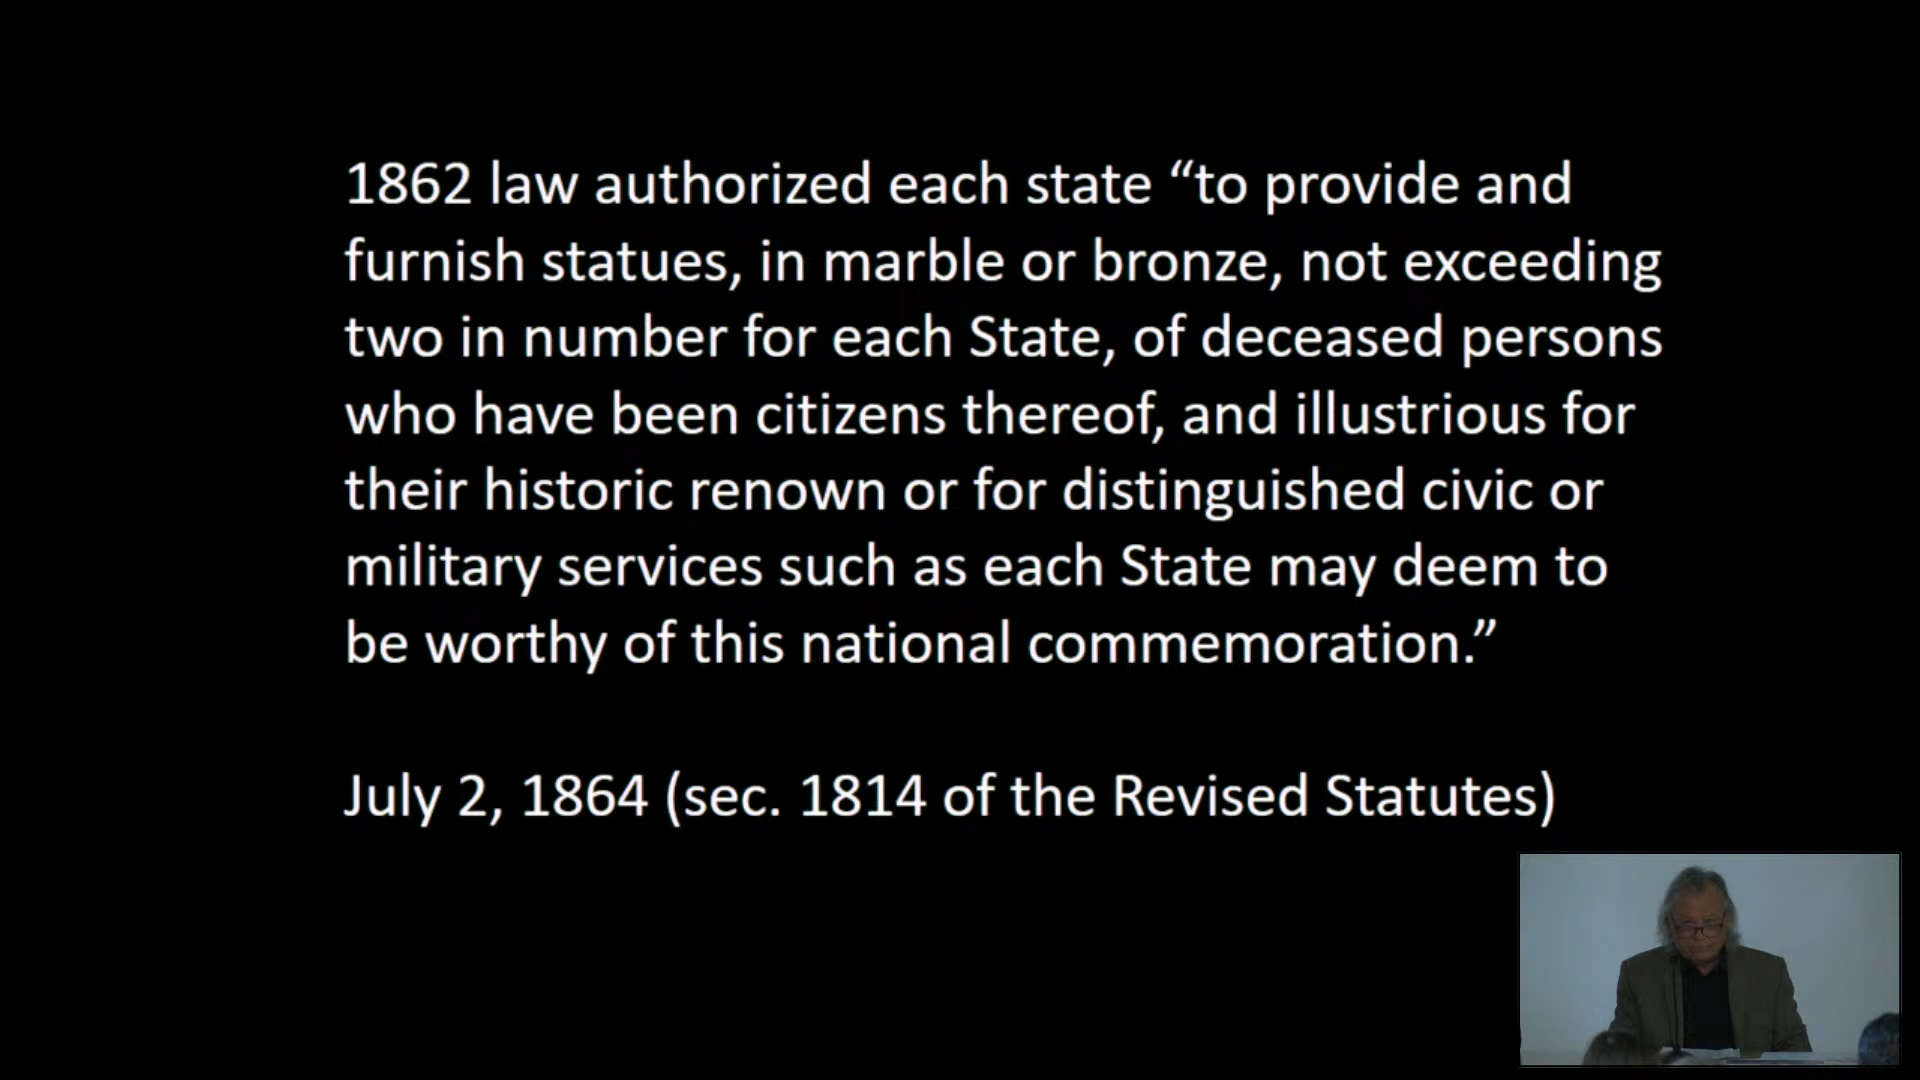 1862 law authorized each state “to provide and
furnish statues, in marble or bronze, not exceeding
two in number for each State, of deceased persons
who have been citizens thereof, and illustrious for
their historic renown or for distinguished civic or
military services such as each State may deem to
be worthy of this national commemoration.”
July 2, 1864 (sec. 1814 of the Revised Statutes)